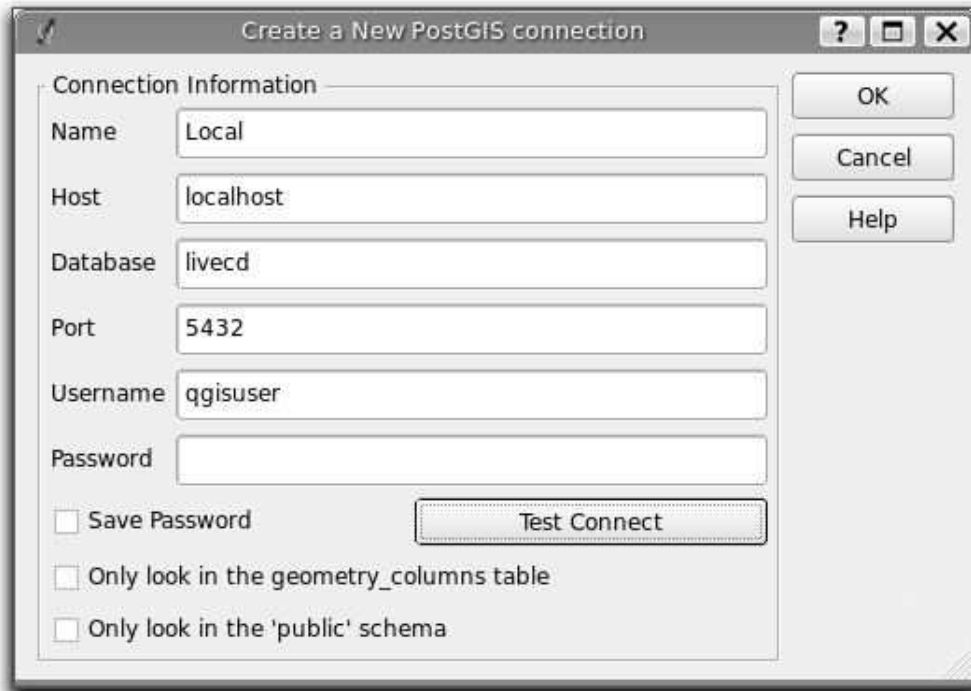 Create a New PostGIS connection
?
Connection Information
Name Local
Host localhost
Database livecd
Port 5432
Username qgisuser
Password
Save Password
Test Connect
Only look in the geometry_columns table
Only look in the 'public' schema
OK
Cancel
Help